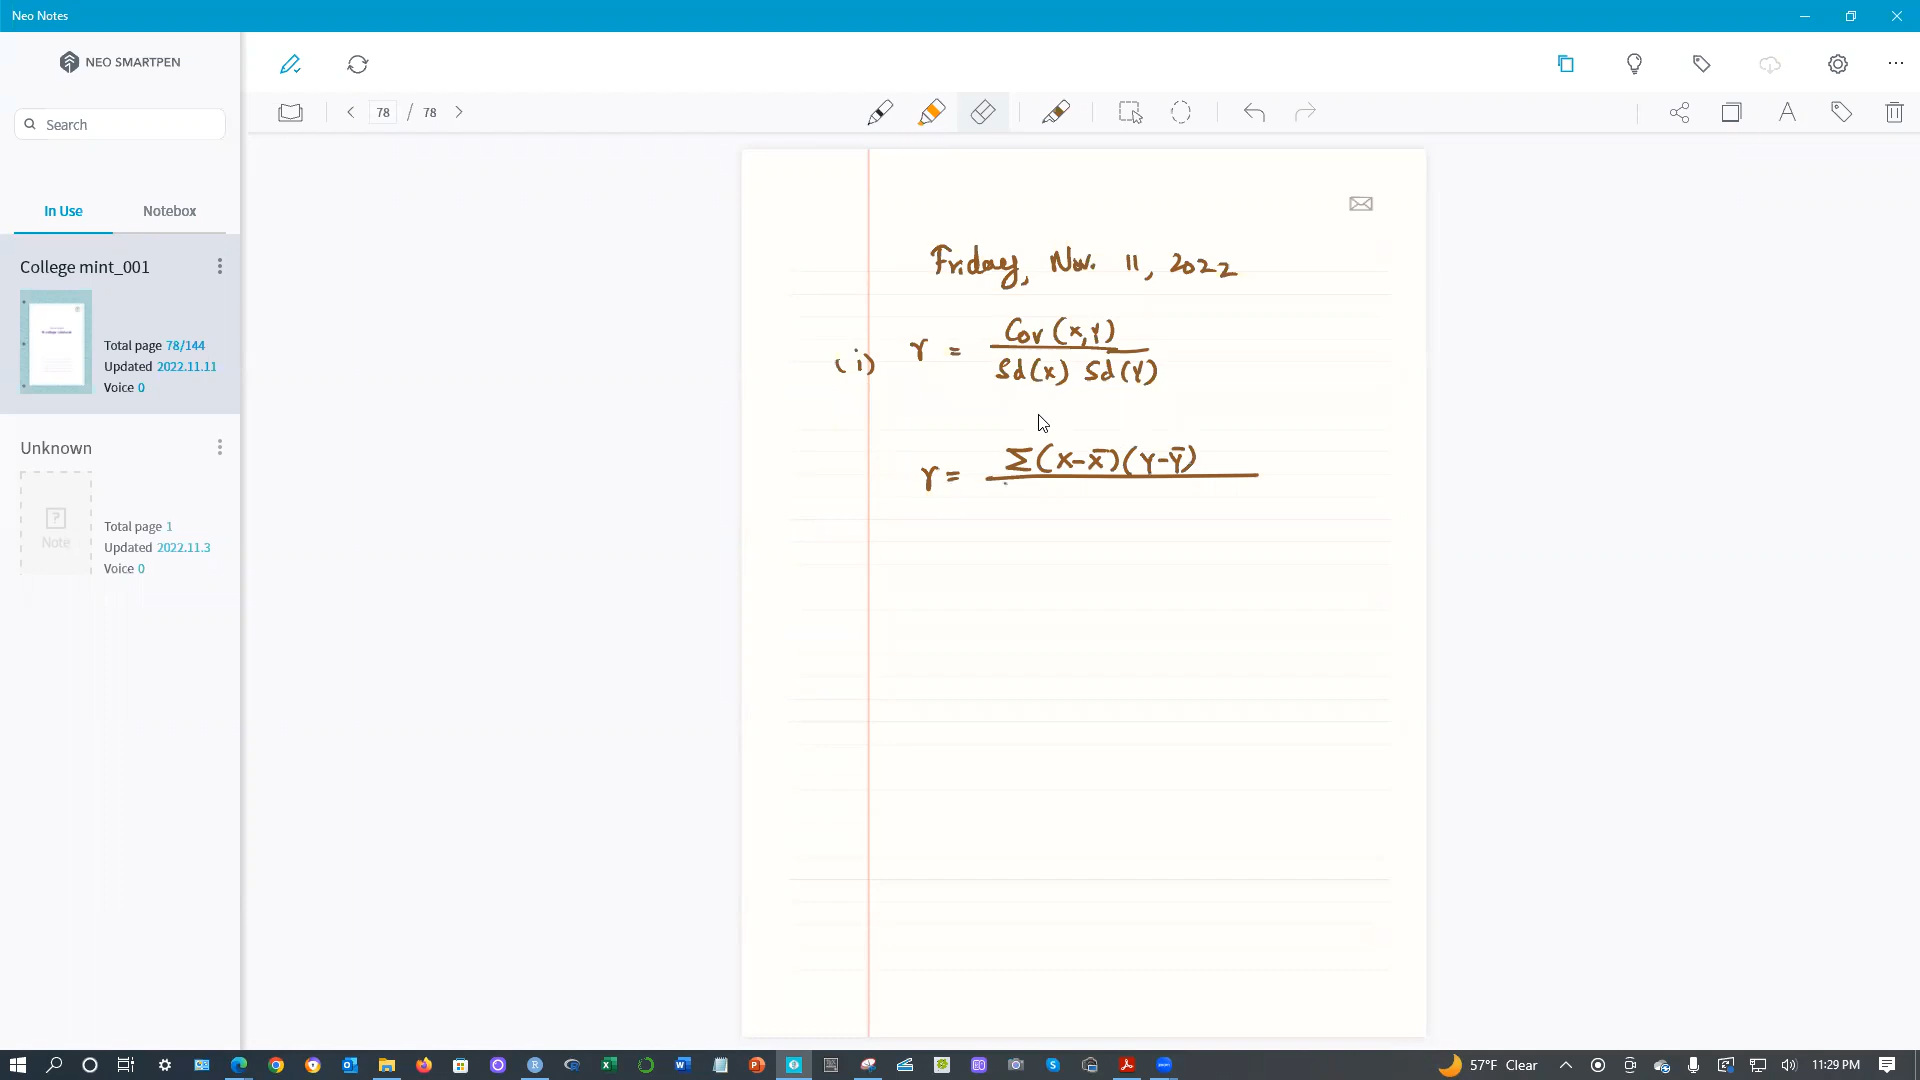 Neo Notes
NEO SMARTPEN
78 / 78
Search
In Use Notebox
College mint_001
Total page 78/144
Updated 2022.11.11
Voice 0
Unknown
? Note
Total page 1
Updated 2022.11.3
Voice 0
Friday, Nov. 11, 2022
(i) r = Cov(X,Y)
Sd(X) Sd(Y)
r = Σ(X-X̄)(Y-Ȳ)
57°F Clear
11:29 PM